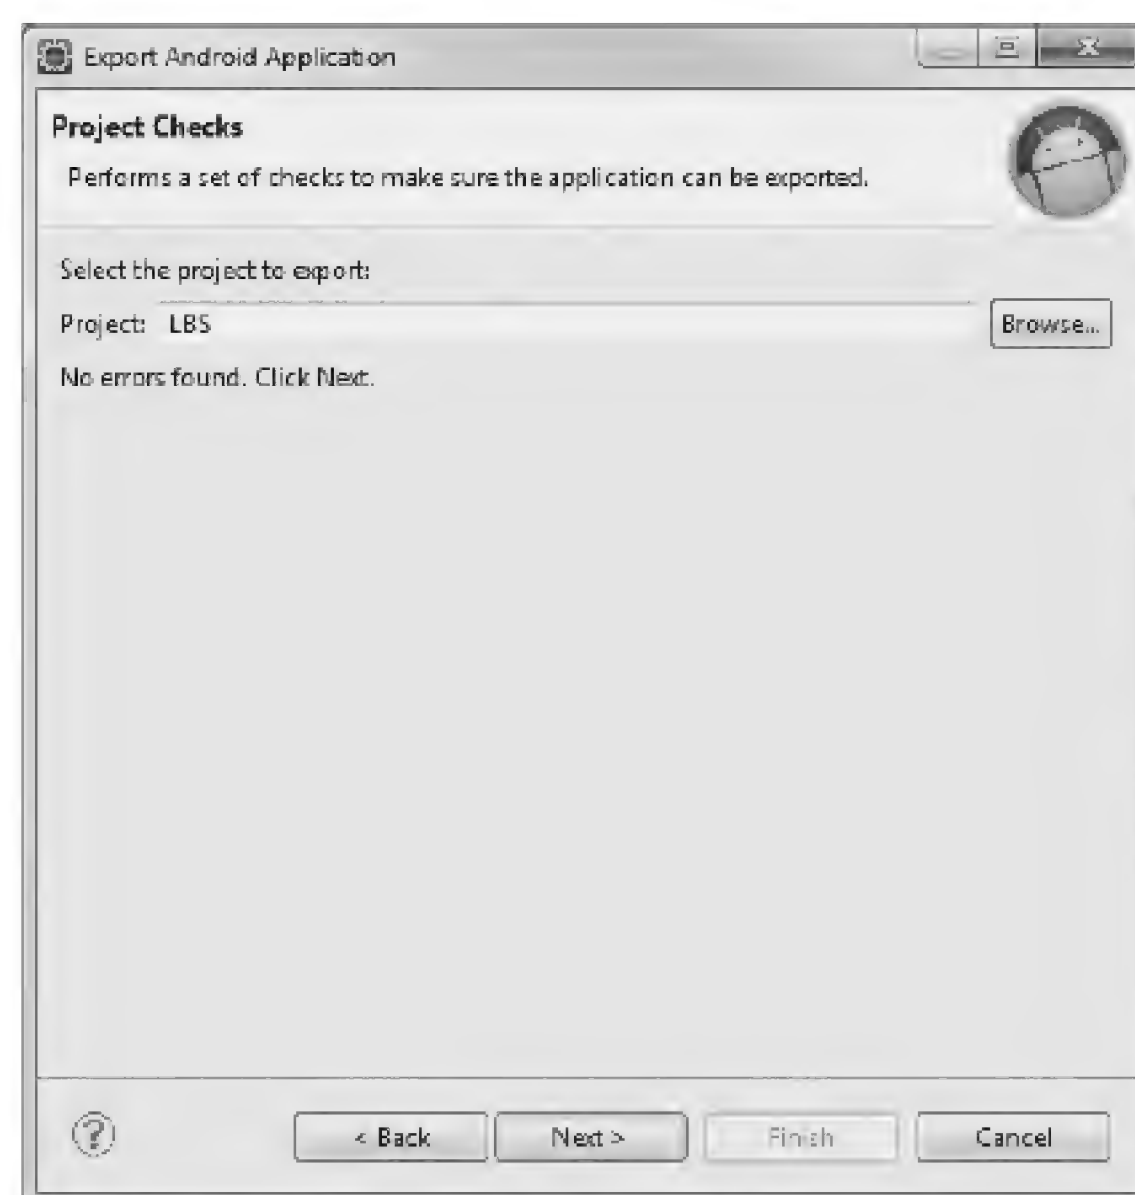 Export Android Application
Project Checks
Performs a set of checks to make sure the application can be exported.
Select the project to export:
Project: LBS Browse...
No errors found. Click Next.
? < Back Next > Finish Cancel